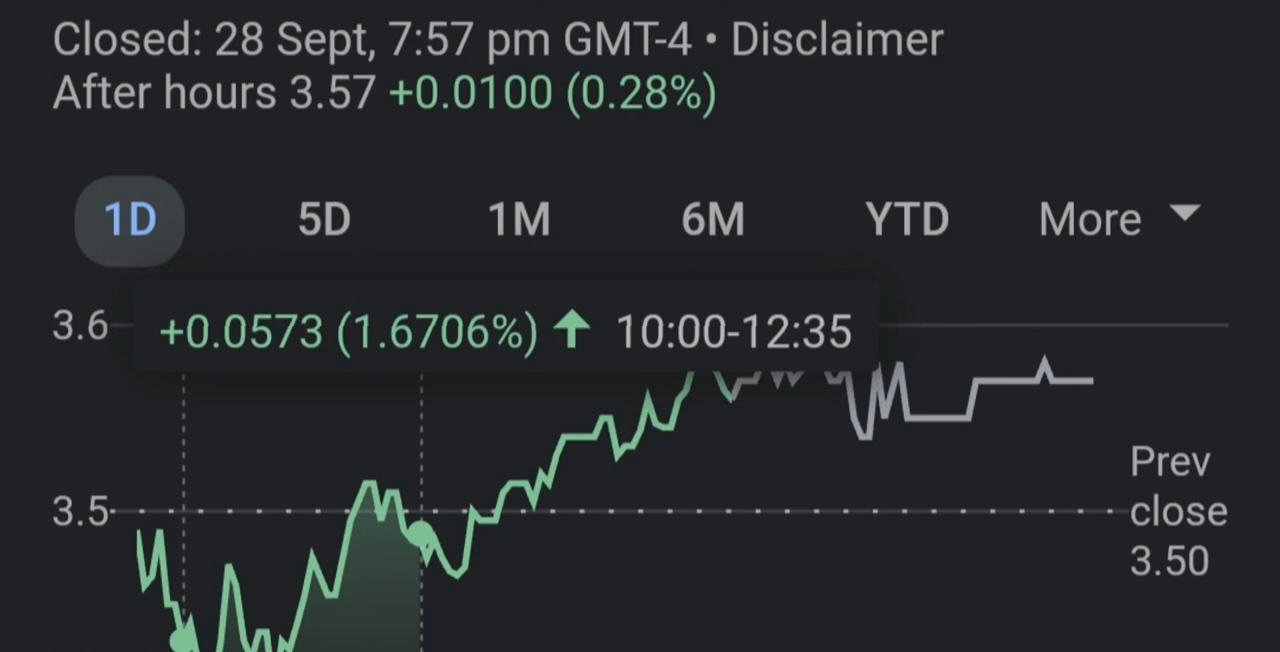 Closed: 28 Sept, 7:57 pm GMT-4 • Disclaimer
After hours 3.57 +0.0100 (0.28%)
1D 5D 1M 6M YTD More
+0.0573 (1.6706%) ↑ 10:00-12:35
3.6
3.5
Prev
close
3.50